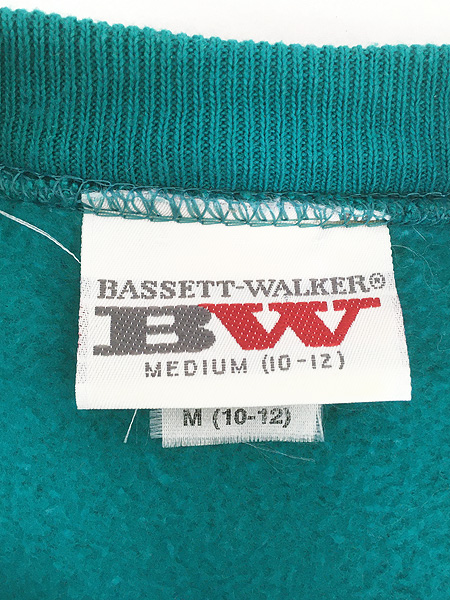 BASSETT-WALKER®
BW
MEDIUM (10-12)
M (10-12)